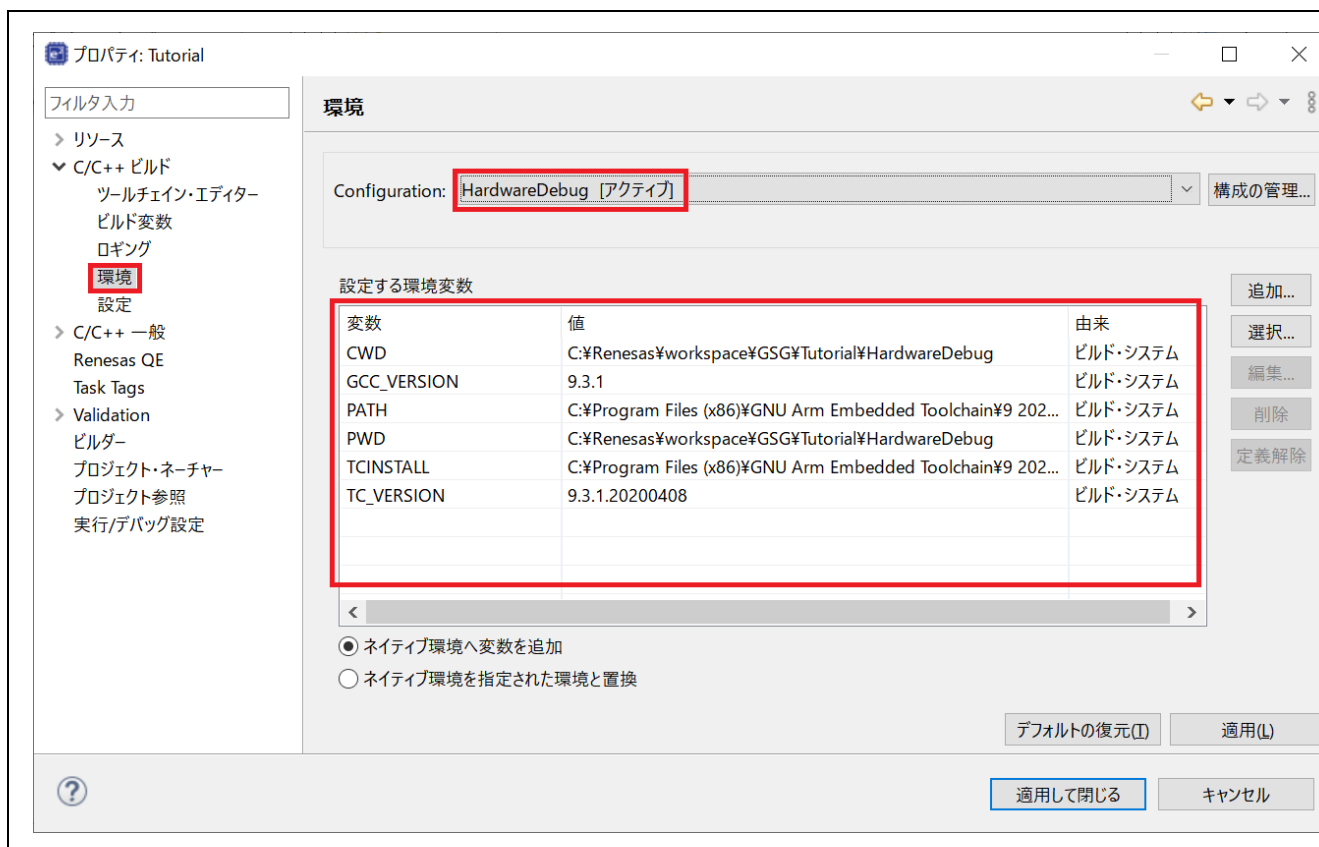 プロパティ: Tutorial
フィルタ入力
リソース
C/C++ ビルド
ツールチェイン・エディター
ビルド変数
ロギング
環境
設定
C/C++ 一般
Renesas QE
Task Tags
Validation
ビルダー
プロジェクト・ネーチャー
プロジェクト参照
実行/デバッグ設定
環境
Configuration: HardwareDebug [アクティブ] 構成の管理...
設定する環境変数
変数 値 由来
CWD C:¥Renesas¥workspace¥GSG¥Tutorial¥HardwareDebug ビルド・システム
GCC_VERSION 9.3.1 ビルド・システム
PATH C:¥Program Files (x86)¥GNU Arm Embedded Toolchain¥9 202... ビルド・システム
PWD C:¥Renesas¥workspace¥GSG¥Tutorial¥HardwareDebug ビルド・システム
TCINSTALL C:¥Program Files (x86)¥GNU Arm Embedded Toolchain¥9 202... ビルド・システム
TC_VERSION 9.3.1.20200408 ビルド・システム
追加...
選択...
編集...
削除
定義解除
ネイティブ環境へ変数を追加
ネイティブ環境を指定された環境と置換
デフォルトの復元(T) 適用(L)
適用して閉じる キャンセル